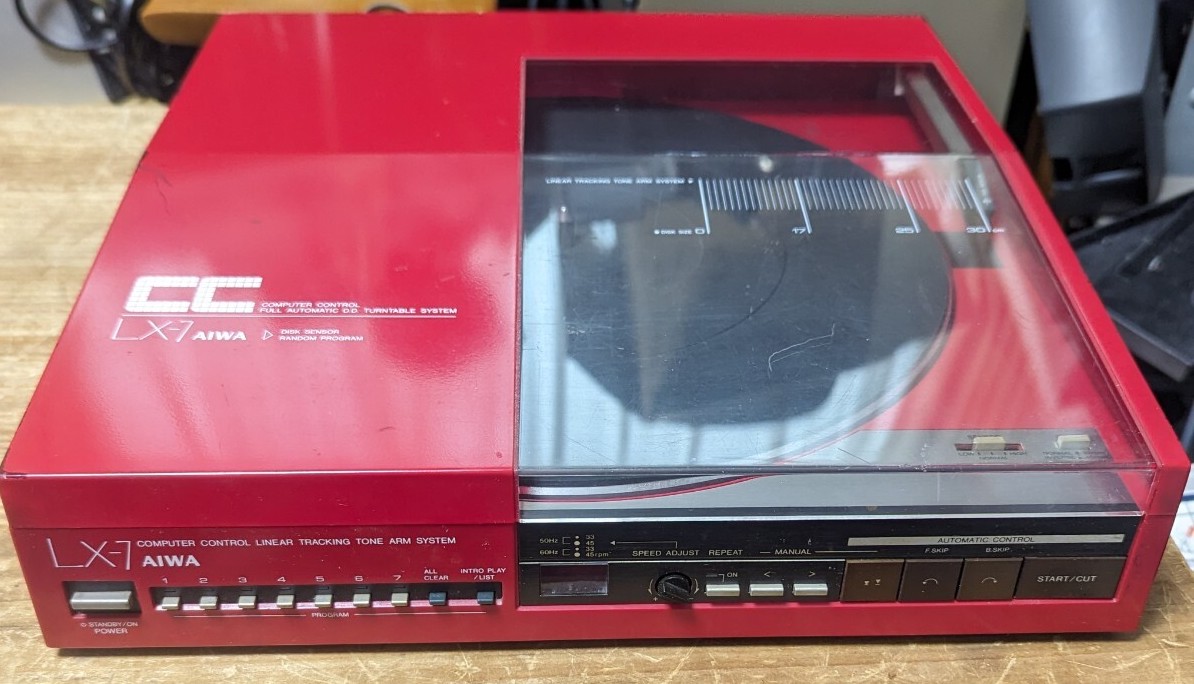 LINEAR TRACKING TONE ARM SYSTEM
DISK SIZE 0 17 25 30 cm
CC COMPUTER CONTROL
FULL AUTOMATIC D.D. TURNTABLE SYSTEM
LX-7 AIWA ▷ DISK SENSOR
RANDOM PROGRAM
LX-7 COMPUTER CONTROL LINEAR TRACKING TONE ARM SYSTEM
AIWA
1 2 3 4 5 6 7 ALL CLEAR INTRO PLAY /LIST
PROGRAM
STANDBY/ON
POWER
50Hz 33
45
60Hz 33
45rpm
SPEED ADJUST REPEAT MANUAL
ON < >
AUTOMATIC CONTROL
F.SKIP B.SKIP
START/CUT